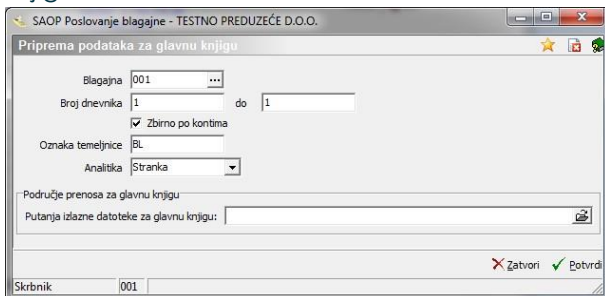 SAOP Poslovanje blagajne - TESTNO PREDUZEĆE D.O.O.
Priprema podataka za glavnu knjigu
Blagajna 001 ...
Broj dnevnika 1 do 1
Zbirno po kontima
Oznaka temeljnice BL
Analitika Stranka
Područje prenosa za glavnu knjigu
Putanja izlazne datoteke za glavnu knjigu:
Zatvori Potvrdi
Skrbnik 001